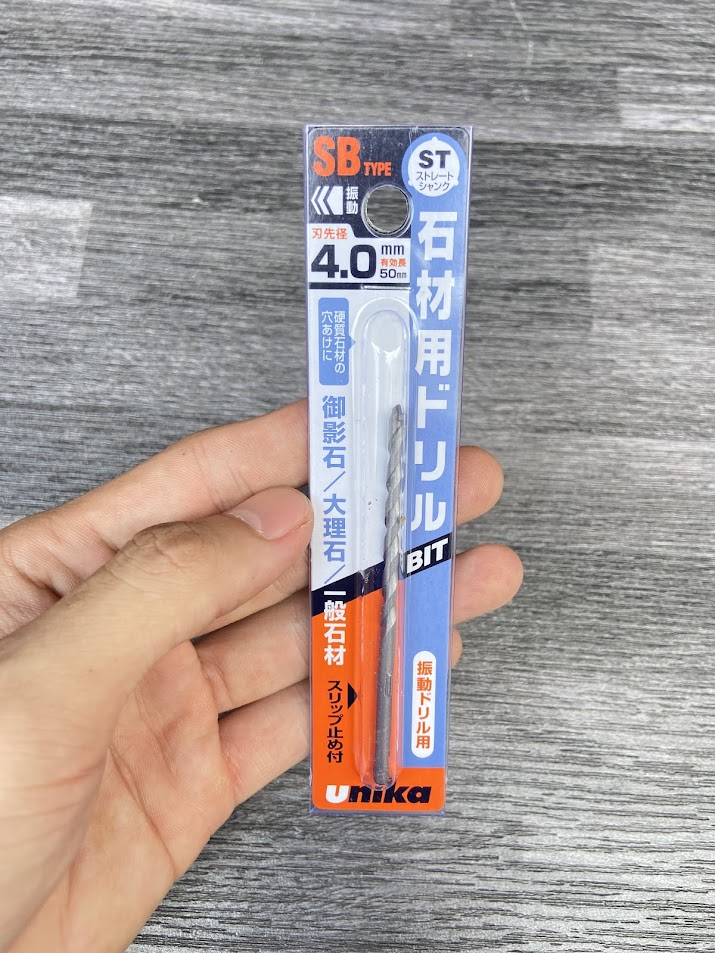 SB TYPE
ST
ストレート
シャンク
振動
刃先径
4.0mm
有効長
50mm
石材用ドリル
BIT
硬質石材の
穴あけに
御影石／大理石／一般石材
スリップ止め付
振動ドリル用
unika